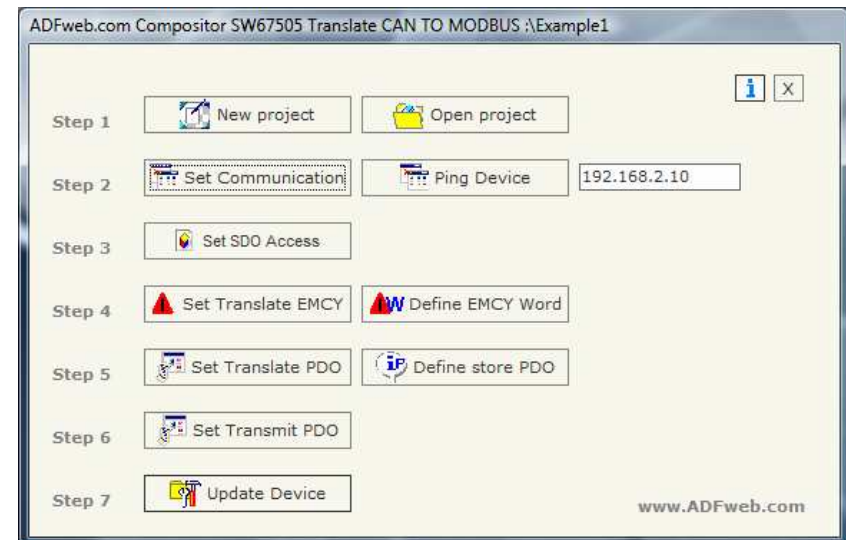 ADFweb.com Compositor SW67505 Translate CAN TO MODBUS :\Example1
i X
Step 1 New project Open project
Step 2 Set Communication Ping Device 192.168.2.10
Step 3 Set SDO Access
Step 4 Set Translate EMCY W Define EMCY Word
Step 5 Set Translate PDO iP Define store PDO
Step 6 Set Transmit PDO
Step 7 Update Device
www.ADFweb.com